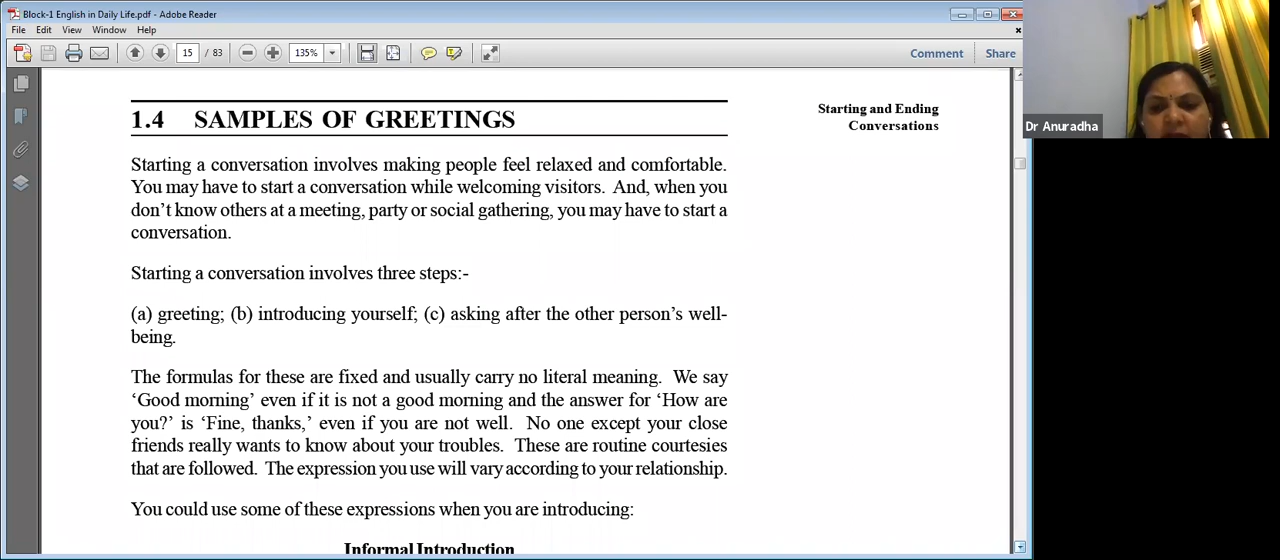 Block-1 English in Daily Life.pdf - Adobe Reader
File Edit View Window Help
15 / 83 135% Comment Share
1.4 SAMPLES OF GREETINGS
Starting and Ending
Conversations
Starting a conversation involves making people feel relaxed and comfortable.
You may have to start a conversation while welcoming visitors. And, when you
don't know others at a meeting, party or social gathering, you may have to start a
conversation.
Starting a conversation involves three steps:-
(a) greeting; (b) introducing yourself; (c) asking after the other person's well-
being.
The formulas for these are fixed and usually carry no literal meaning. We say
'Good morning' even if it is not a good morning and the answer for 'How are
you?' is 'Fine, thanks,' even if you are not well. No one except your close
friends really wants to know about your troubles. These are routine courtesies
that are followed. The expression you use will vary according to your relationship.
You could use some of these expressions when you are introducing:
Informal Introduction
Dr Anuradha